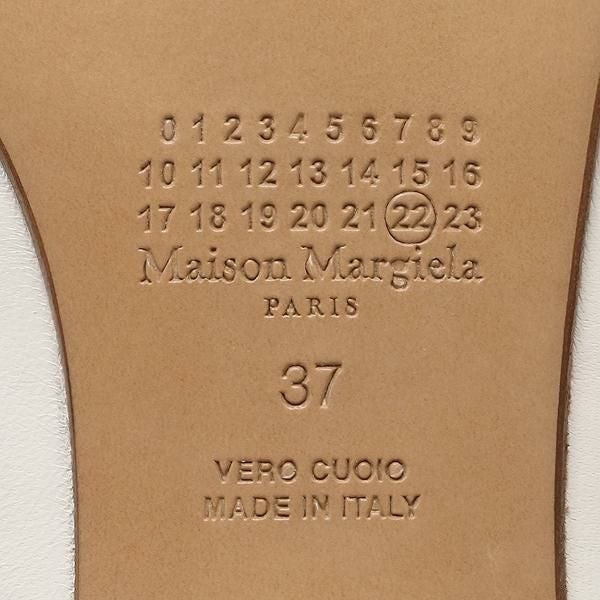 0 1 2 3 4 5 6 7 8 9
10 11 12 13 14 15 16
17 18 19 20 21 22 23
Maison Margiela
PARIS
37
VERO CUOIO
MADE IN ITALY